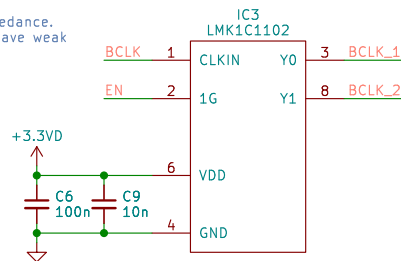 edance.
ave weak
IC3
LMK1C1102
BCLK 1 CLKIN Y0 3 BCLK_1
EN 2 1G Y1 8 BCLK_2
+3.3VD
6 VDD
C6 C9
100n 10n
4 GND